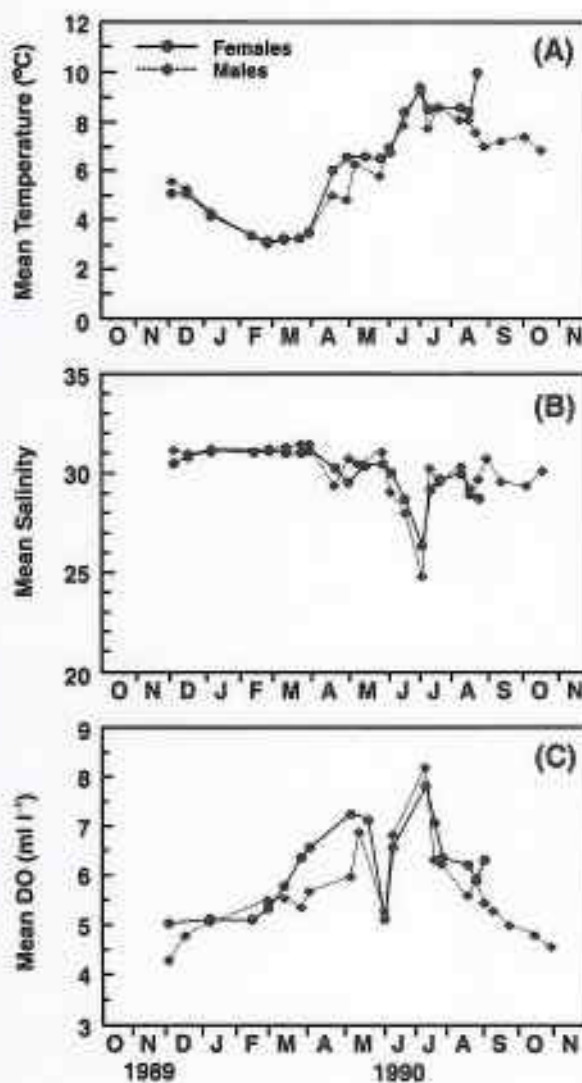 12
10
8
6
4
2
0
Mean Temperature (°C)
Females
Males
(A)
O N D J F M A M J J A S O N
35
30
25
20
Mean Salinity
(B)
O N D J F M A M J J A S O N
9
8
7
6
5
4
3
Mean DO (ml l⁻¹)
(C)
O N D J F M A M J J A S O N
1989 1990